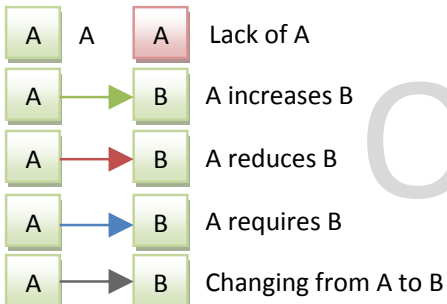 A A A Lack of A
A B A increases B
A B A reduces B
A B A requires B
A B Changing from A to B